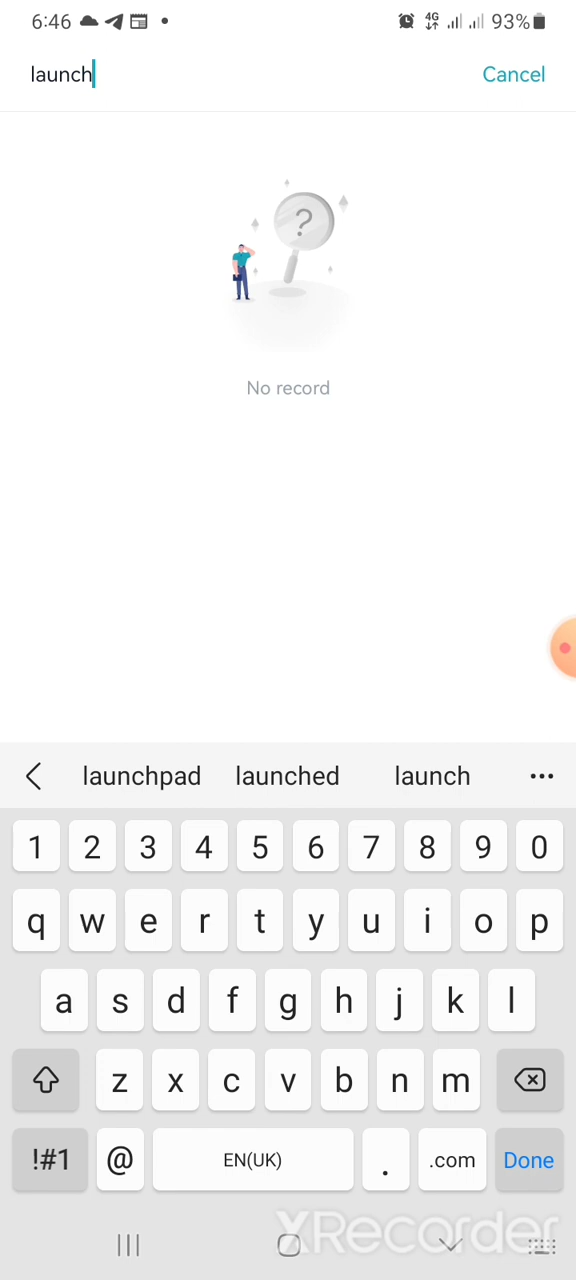 6:46 4G 93%
launch Cancel
?
No record
launchpad launched launch ...
1 2 3 4 5 6 7 8 9 0
q w e r t y u i o p
a s d f g h j k l
z x c v b n m
!#1 @ EN(UK) . .com Done
XRecorder